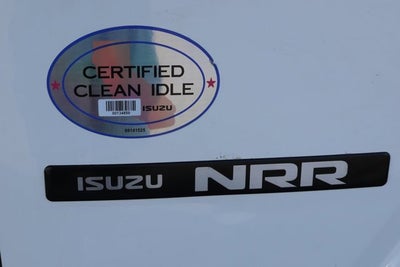 CERTIFIED
CLEAN IDLE
ISUZU
ISUZU NRR